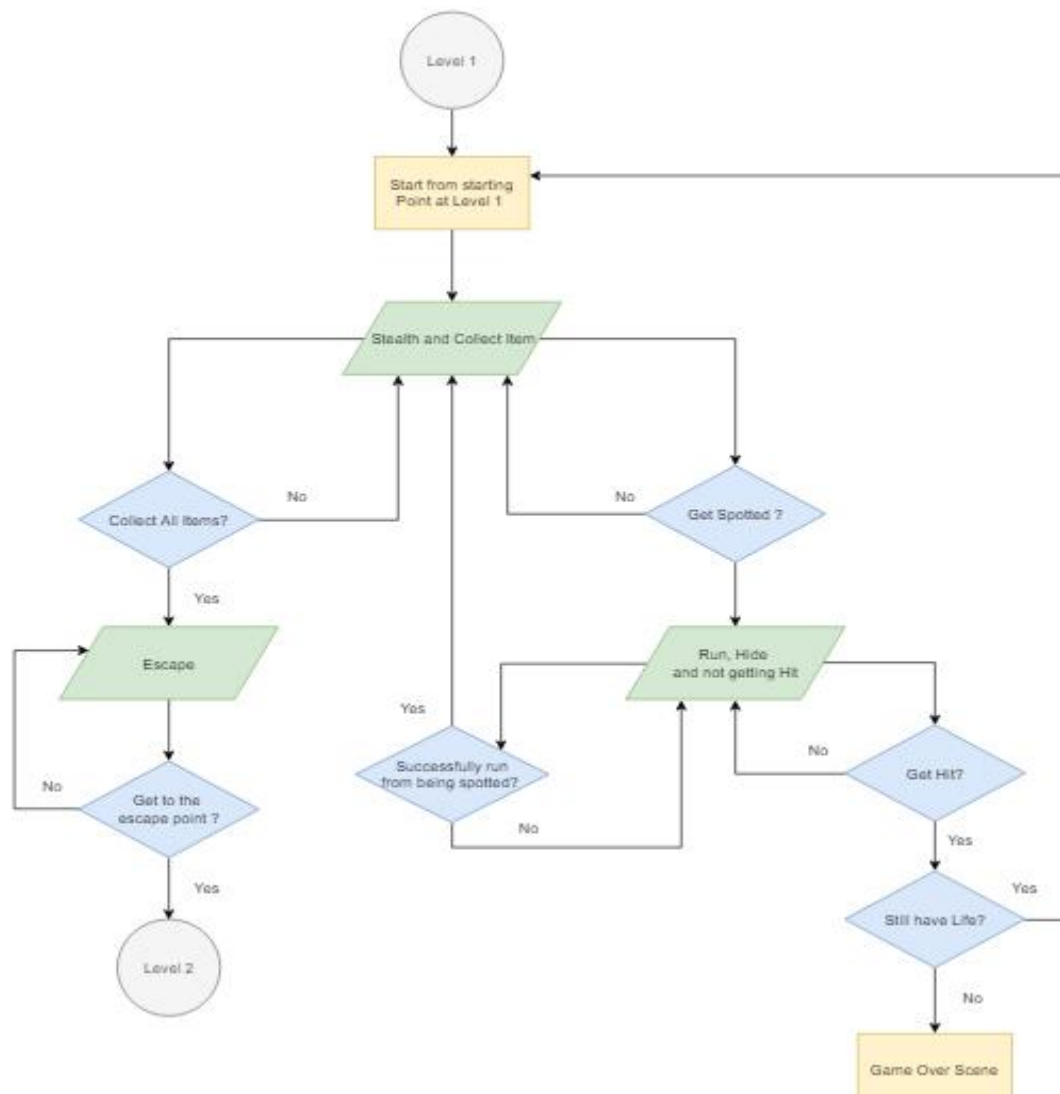 Level 1
Start from starting
Point at Level 1
Stealth and Collect Item
No
No
Collect All Items?
Get Spotted ?
Yes
Escape
Run, Hide
and not getting Hit
Yes
No
No
Successfully run
from being spotted?
Get Hit?
Get to the
escape point ?
No
Yes
Yes
Yes
Still have Life?
Level 2
No
Game Over Scene